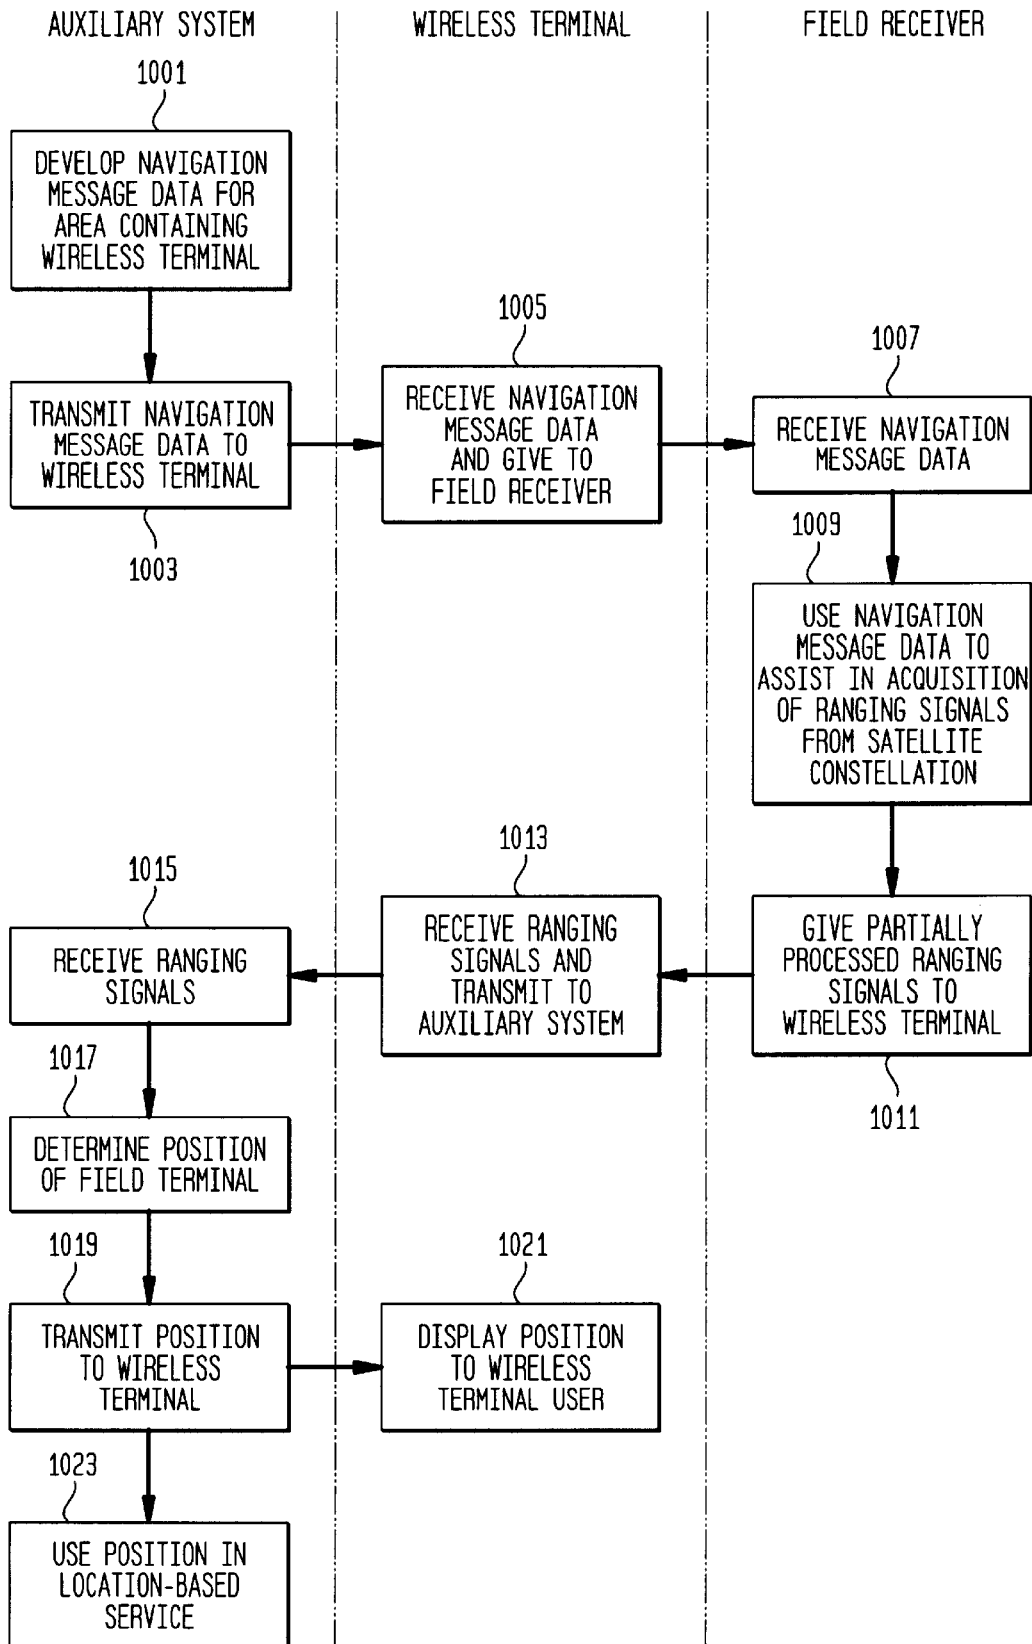 AUXILIARY SYSTEM
WIRELESS TERMINAL
FIELD RECEIVER
1001
DEVELOP NAVIGATION
MESSAGE DATA FOR
AREA CONTAINING
WIRELESS TERMINAL
TRANSMIT NAVIGATION
MESSAGE DATA TO
WIRELESS TERMINAL
1003
1005
RECEIVE NAVIGATION
MESSAGE DATA
AND GIVE TO
FIELD RECEIVER
1007
RECEIVE NAVIGATION
MESSAGE DATA
1009
USE NAVIGATION
MESSAGE DATA TO
ASSIST IN ACQUISITION
OF RANGING SIGNALS
FROM SATELLITE
CONSTELLATION
GIVE PARTIALLY
PROCESSED RANGING
SIGNALS TO
WIRELESS TERMINAL
1011
1013
RECEIVE RANGING
SIGNALS AND
TRANSMIT TO
AUXILIARY SYSTEM
1015
RECEIVE RANGING
SIGNALS
1017
DETERMINE POSITION
OF FIELD TERMINAL
1019
TRANSMIT POSITION
TO WIRELESS
TERMINAL
1021
DISPLAY POSITION
TO WIRELESS
TERMINAL USER
1023
USE POSITION IN
LOCATION-BASED
SERVICE